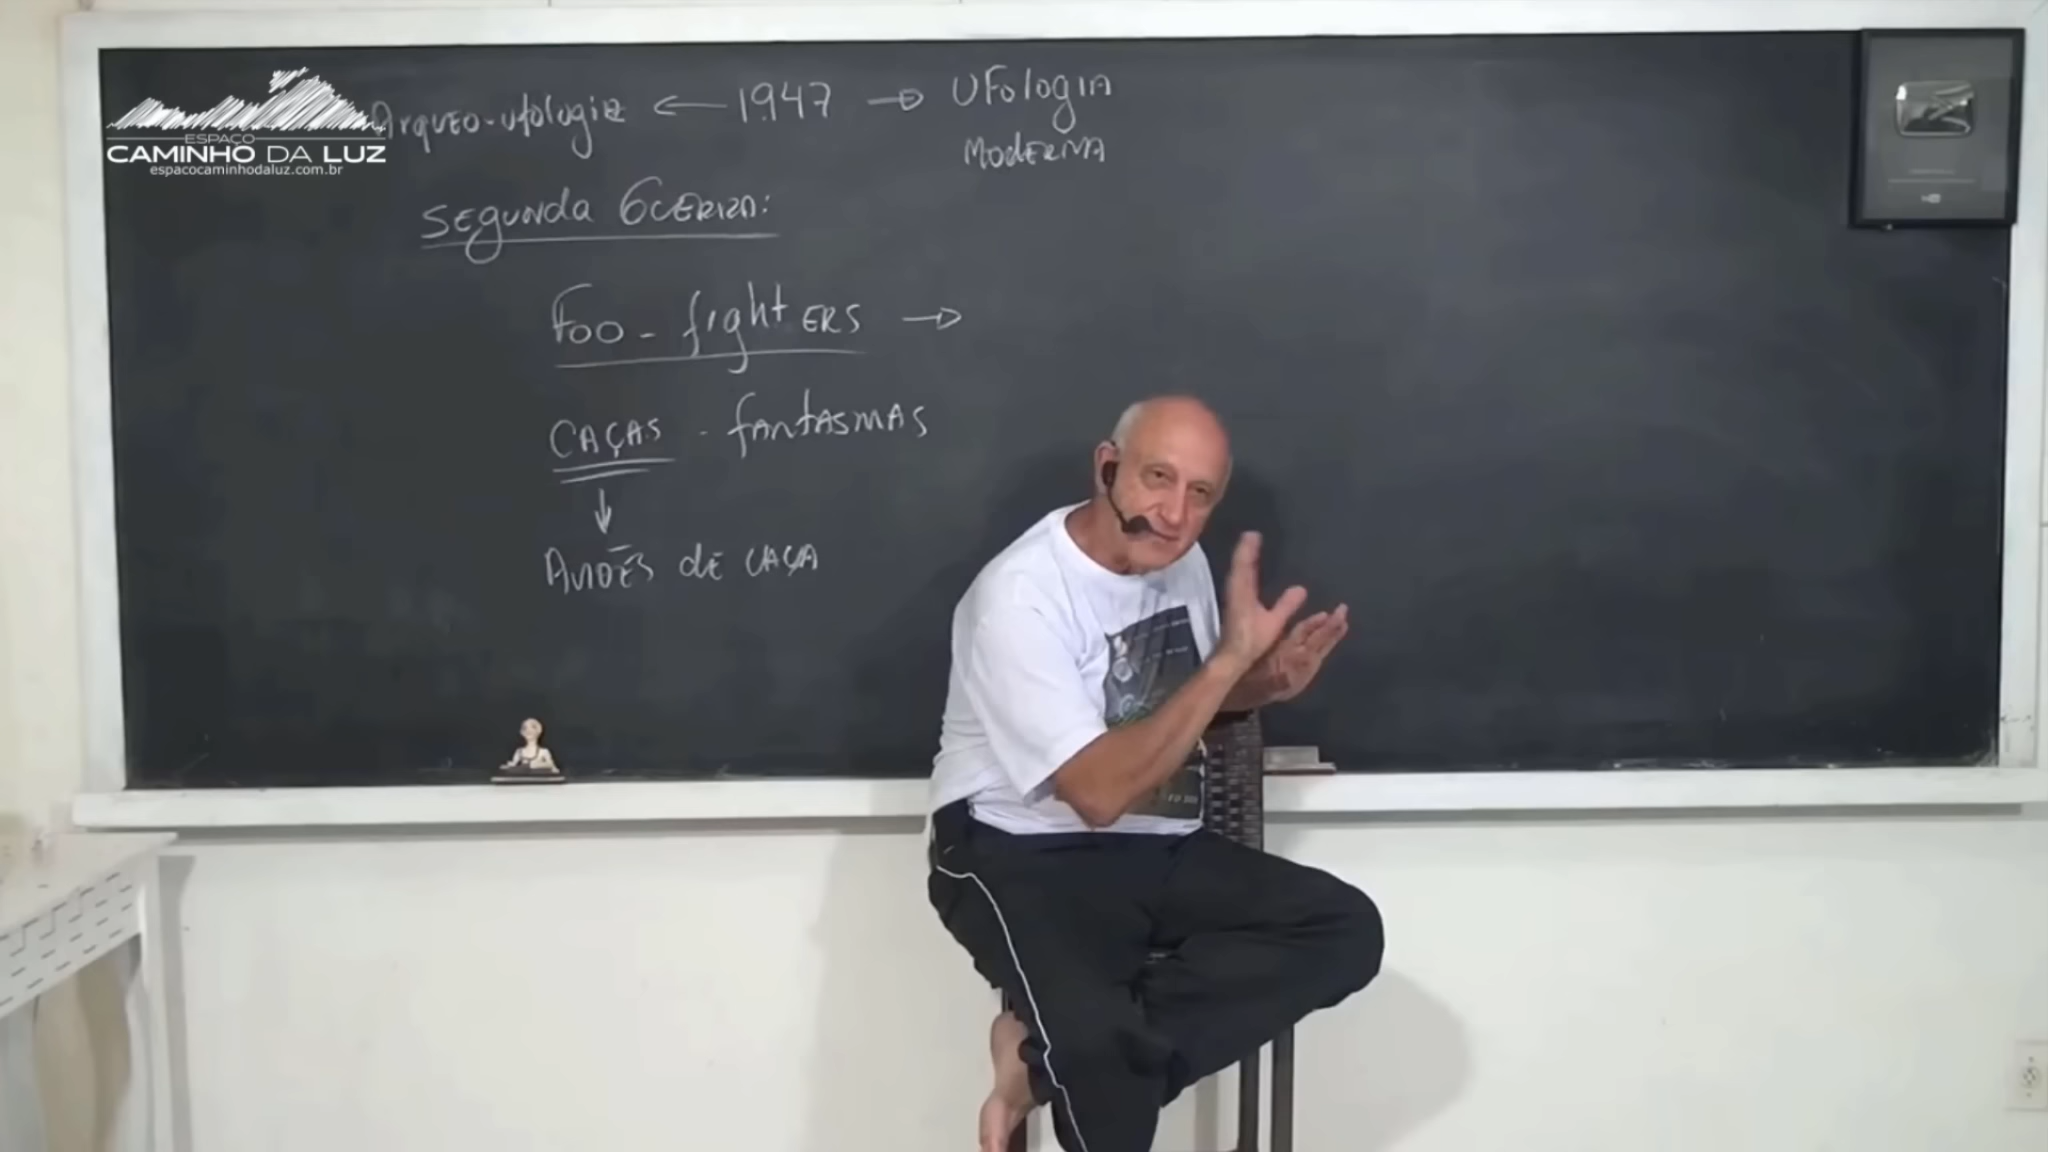 ESPAÇO
CAMINHO DA LUZ
espacocaminhodaluz.com.br
Arqueo-ufologia ← 1947 → UFologIA
ModERNA
SEgUNdA GUERRA:
Foo - fightERS →
CAÇAS - fANtASMAS
↓
AVIÕES dE CAÇA